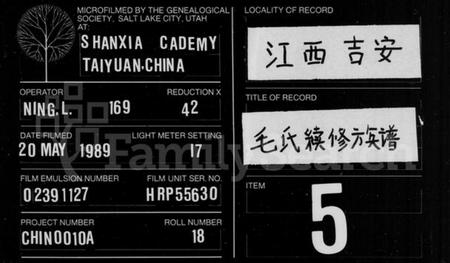 MICROFILMED BY THE GENEALOGICAL
SOCIETY, SALT LAKE CITY, UTAH
AT:
SHANXIA CADEMY
TAIYUAN.CHINA
OPERATOR REDUCTION X
NING.L. 169 42
DATE FILMED LIGHT METER SETTING
20 MAY 1989 17
FILM EMULSION NUMBER FILM UNIT SER. NO.
02391127 HRP55630
PROJECT NUMBER ROLL NUMBER
CHIN0010A 18
LOCALITY OF RECORD
江西吉安
TITLE OF RECORD
毛氏续修族谱
ITEM
5
FamilySearch